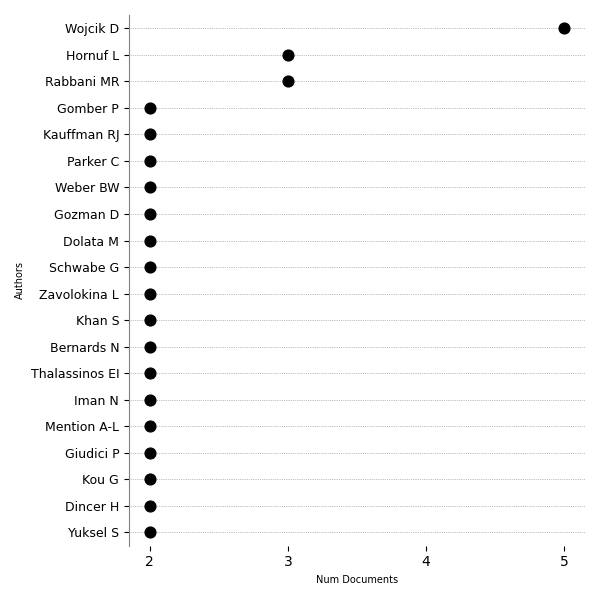 Wojcik D
Hornuf L
Rabbani MR
Gomber P
Kauffman RJ
Parker C
Weber BW
Gozman D
Dolata M
Schwabe G
Zavolokina L
Khan S
Bernards N
Thalassinos EI
Iman N
Mention A-L
Giudici P
Kou G
Dincer H
Yuksel S
Authors
2 3 4 5
Num Documents